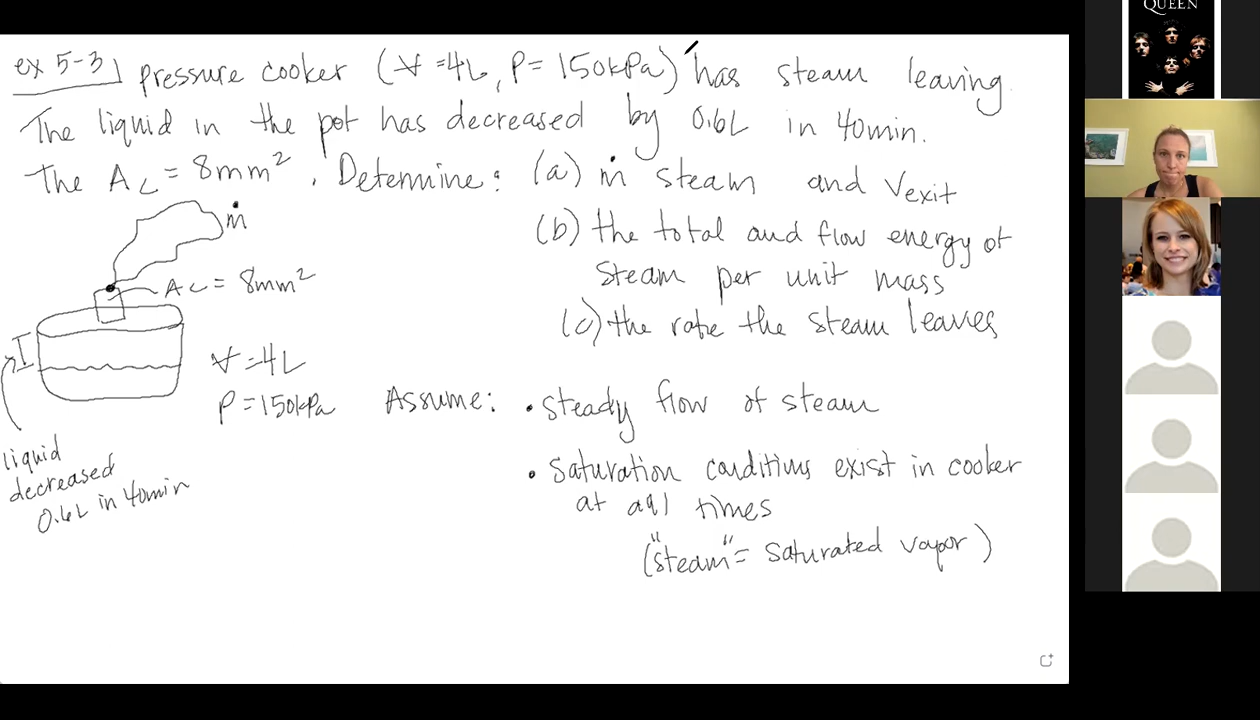 QUEEN
ex 5-3) pressure cooker (V=4L, P=150kPa) has steam leaving.
The liquid in the pot has decreased by 0.6L in 40min.
The Ac = 8mm². Determine: (a) ṁ steam and Vexit
(b) the total and flow energy of
steam per unit mass
(c) the rate the steam leaves
ṁ
Ac = 8mm²
V=4L
P=150kPa
liquid
decreased
0.6L in 40min
Assume: • steady flow of steam
• saturation conditions exist in cooker
at all times
("steam" = saturated vapor)